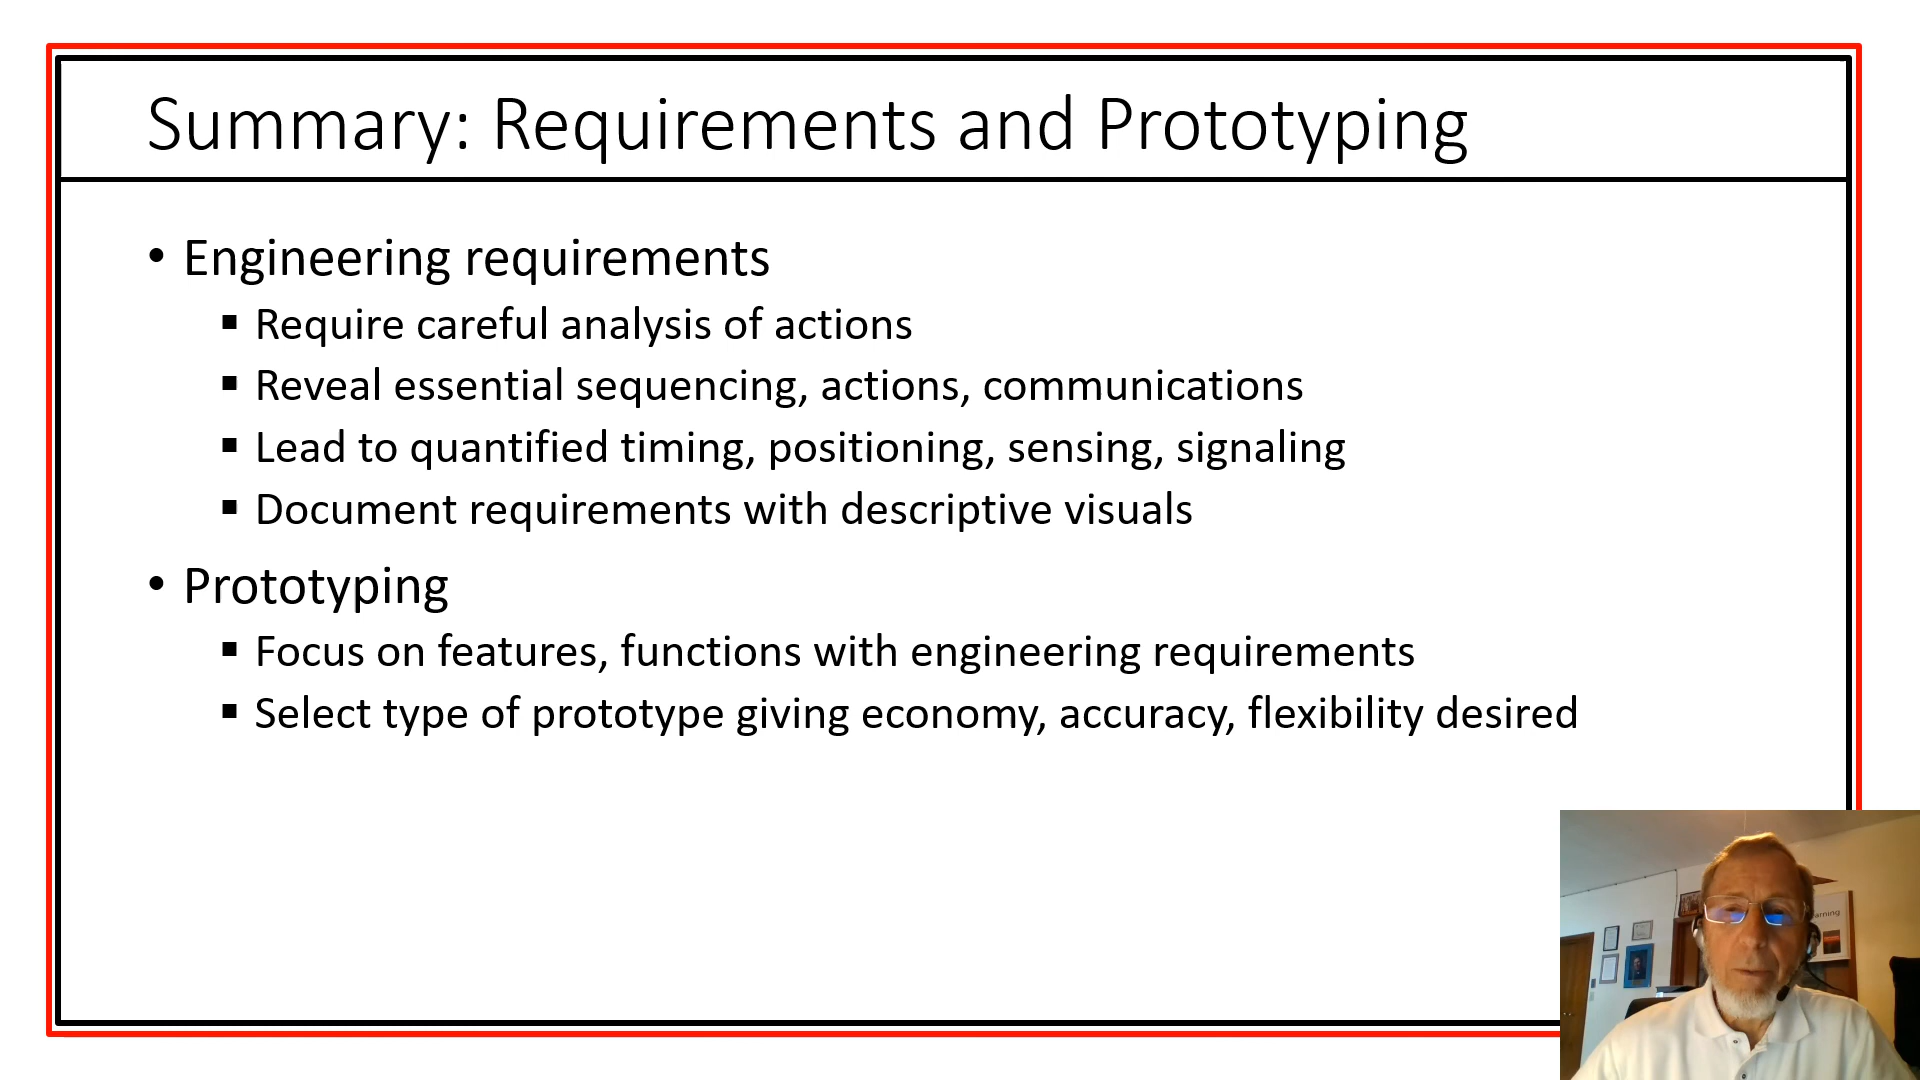 Summary: Requirements and Prototyping
• Engineering requirements
▪ Require careful analysis of actions
▪ Reveal essential sequencing, actions, communications
▪ Lead to quantified timing, positioning, sensing, signaling
▪ Document requirements with descriptive visuals
• Prototyping
▪ Focus on features, functions with engineering requirements
▪ Select type of prototype giving economy, accuracy, flexibility desired